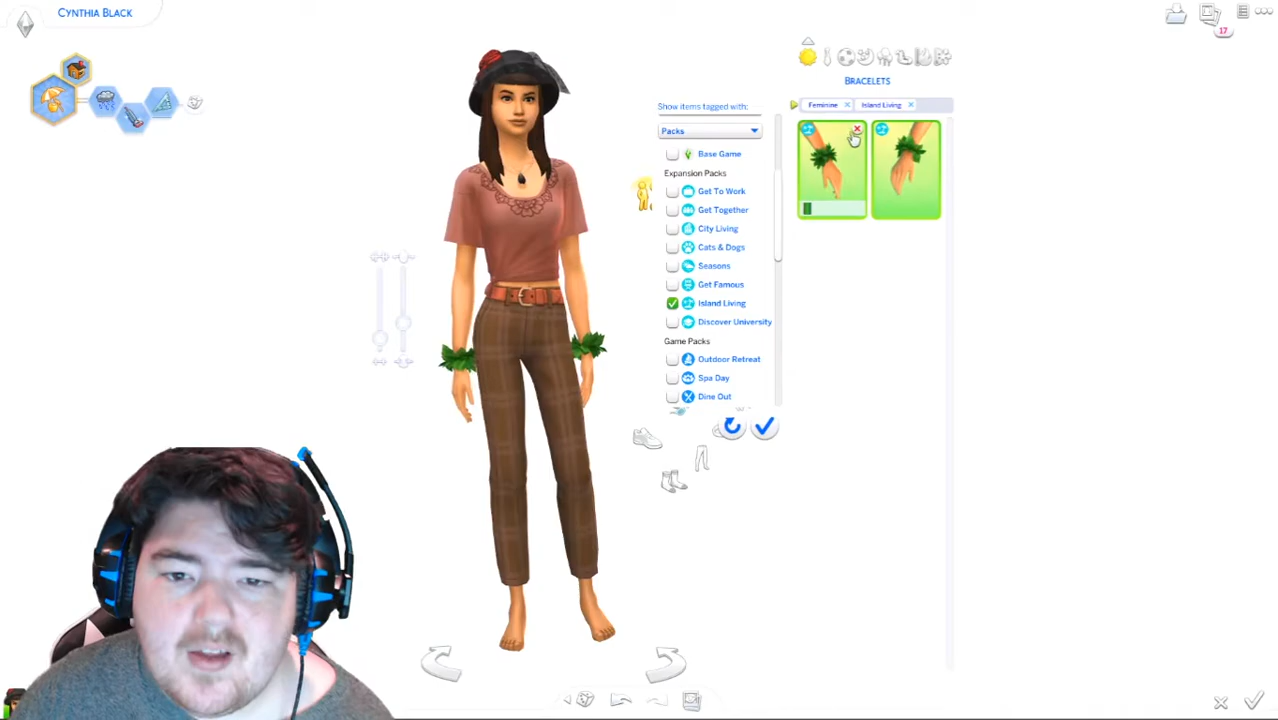 CYNTHIA BLACK
17
BRACELETS
Feminine
Island Living
Show items tagged with:
Packs
Base Game
Expansion Packs
Get To Work
Get Together
City Living
Cats & Dogs
Seasons
Get Famous
Island Living
Discover University
Game Packs
Outdoor Retreat
Spa Day
Dine Out